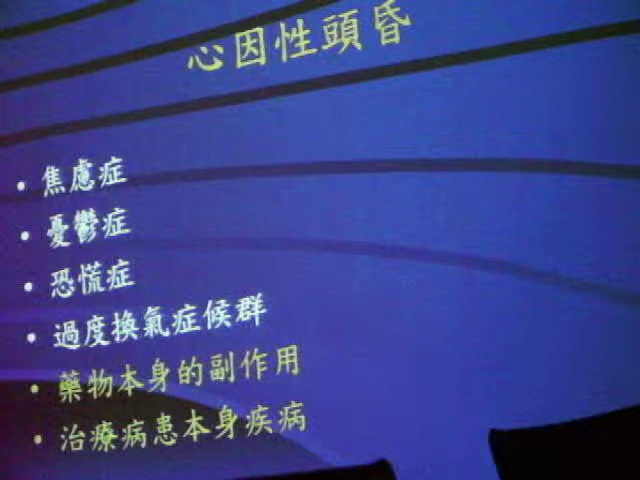 心因性頭昏
• 焦慮症
• 憂鬱症
• 恐慌症
• 過度換氣症候群
• 藥物本身的副作用
• 治療病患本身疾病